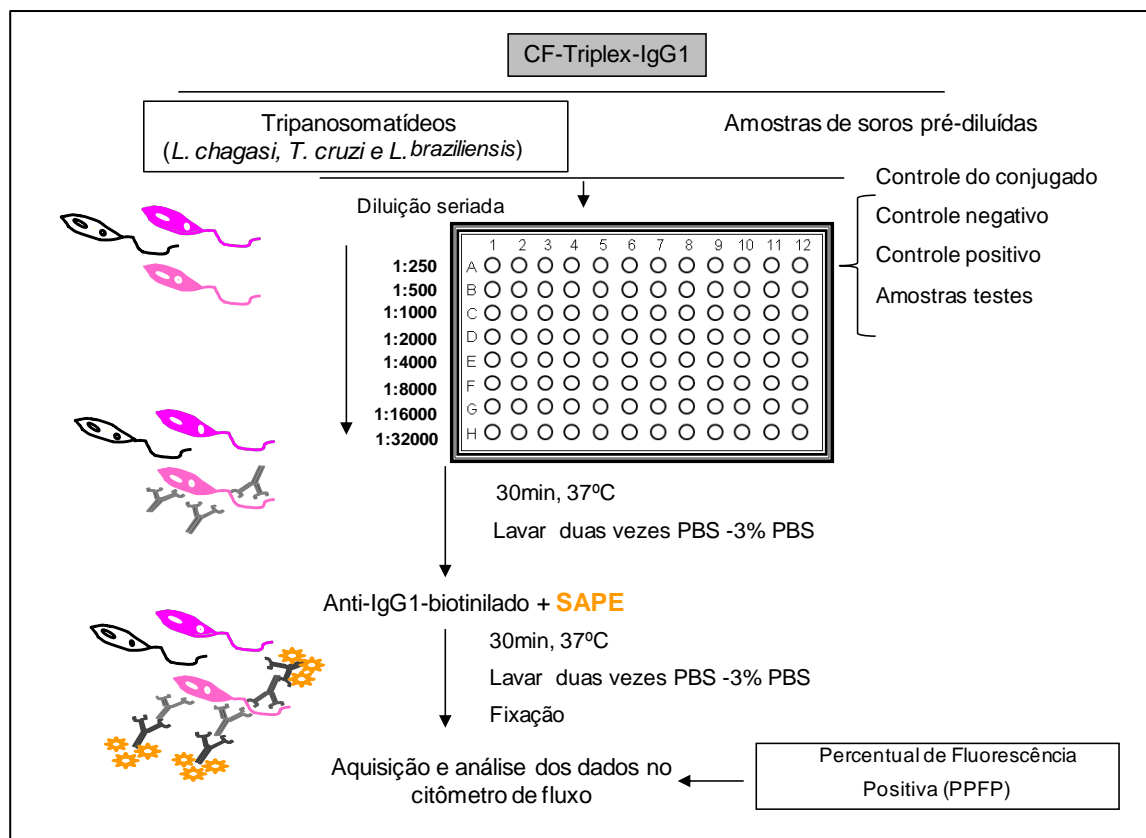 CF-Triplex-IgG1
Tripanosomatídeos
(L. chagasi, T. cruzi e L. braziliensis)
Amostras de soros pré-diluídas
Controle do conjugado
Controle negativo
Controle positivo
Amostras testes
Diluição seriada
1 2 3 4 5 6 7 8 9 10 11 12
1:250 A
1:500 B
1:1000 C
1:2000 D
1:4000 E
1:8000 F
1:16000 G
1:32000 H
30min, 37ºC
Lavar duas vezes PBS -3% PBS
Anti-IgG1-biotinilado + SAPE
30min, 37ºC
Lavar duas vezes PBS -3% PBS
Fixação
Aquisição e análise dos dados no
citômetro de fluxo
Percentual de Fluorescência
Positiva (PPFP)